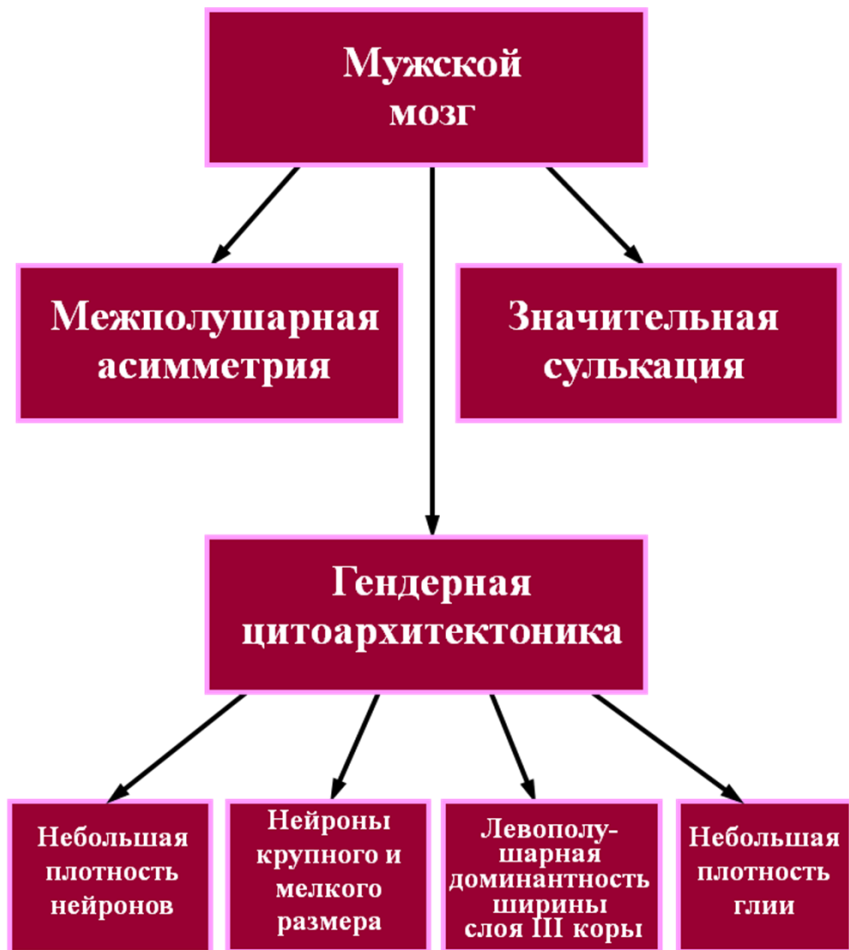 Мужской
мозг
Межполушарная
асимметрия
Значительная
сулькация
Гендерная
цитоархитектоника
Небольшая
плотность
нейронов
Нейроны
крупного и
мелкого
размера
Левополу-
шарная
доминантность
ширины
слоя III коры
Небольшая
плотность
глии